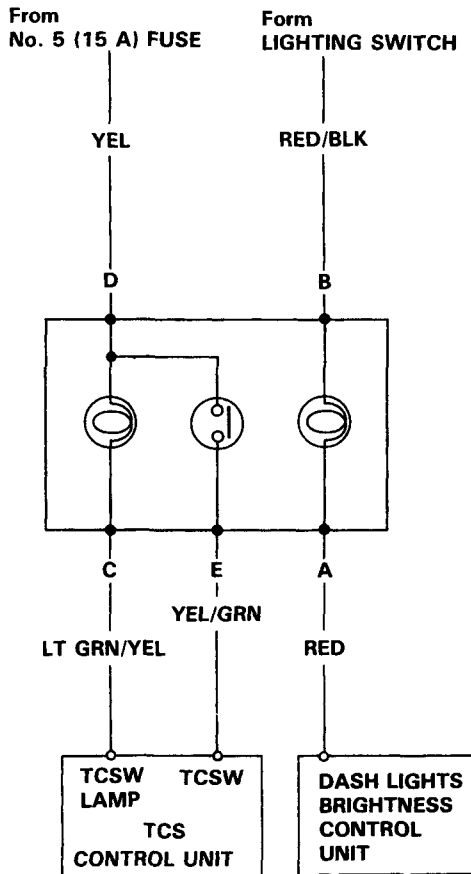 From
No. 5 (15 A) FUSE
Form
LIGHTING SWITCH
YEL
RED/BLK
D
B
C
E
A
YEL/GRN
LT GRN/YEL
RED
TCSW
LAMP
TCSW
TCS
CONTROL UNIT
DASH LIGHTS
BRIGHTNESS
CONTROL
UNIT